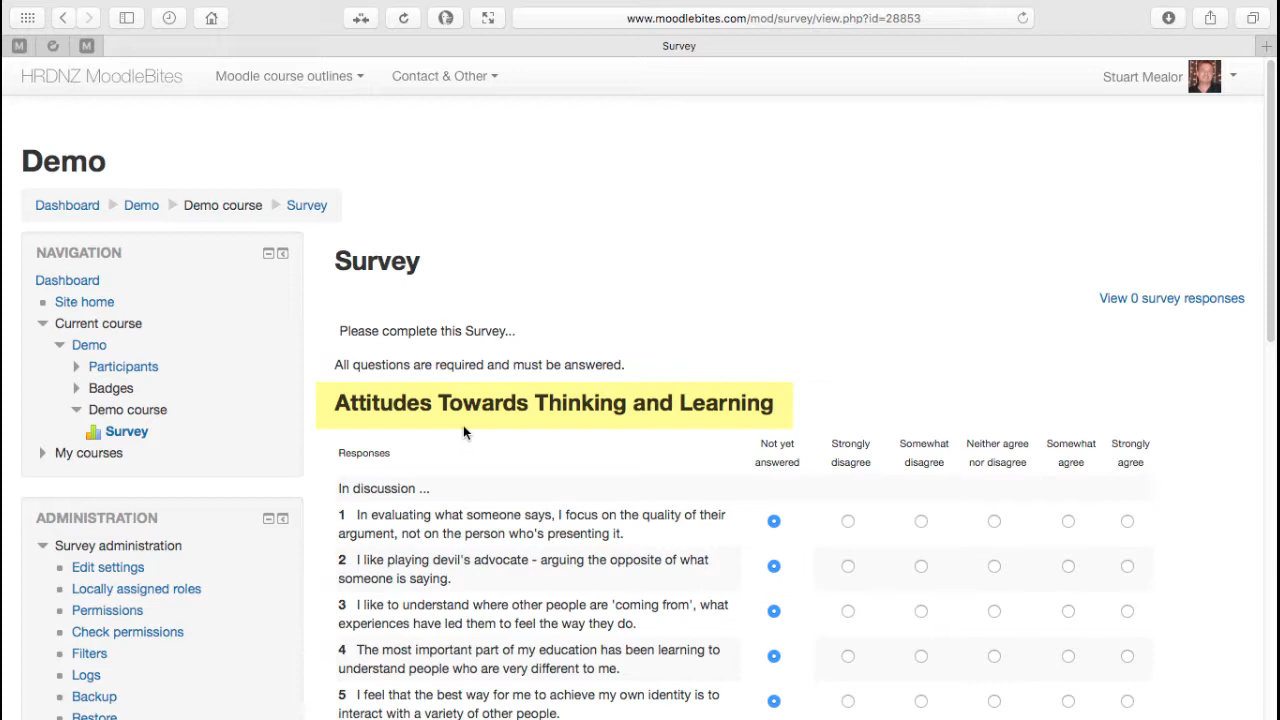 www.moodlebites.com/mod/survey/view.php?id=28853
M M Survey
HRDNZ MoodleBites Moodle course outlines Contact & Other Stuart Mealor
Demo
Dashboard Demo Demo course Survey
NAVIGATION
Dashboard
Site home
Current course
Demo
Participants
Badges
Demo course
Survey
My courses
ADMINISTRATION
Survey administration
Edit settings
Locally assigned roles
Permissions
Check permissions
Filters
Logs
Backup
Restore
Survey
View 0 survey responses
Please complete this Survey...
All questions are required and must be answered.
Attitudes Towards Thinking and Learning
Responses Not yet answered Strongly disagree Somewhat disagree Neither agree nor disagree Somewhat agree Strongly agree
In discussion ...
1 In evaluating what someone says, I focus on the quality of their
argument, not on the person who's presenting it.
2 I like playing devil's advocate - arguing the opposite of what
someone is saying.
3 I like to understand where other people are 'coming from', what
experiences have led them to feel the way they do.
4 The most important part of my education has been learning to
understand people who are very different to me.
5 I feel that the best way for me to achieve my own identity is to
interact with a variety of other people.